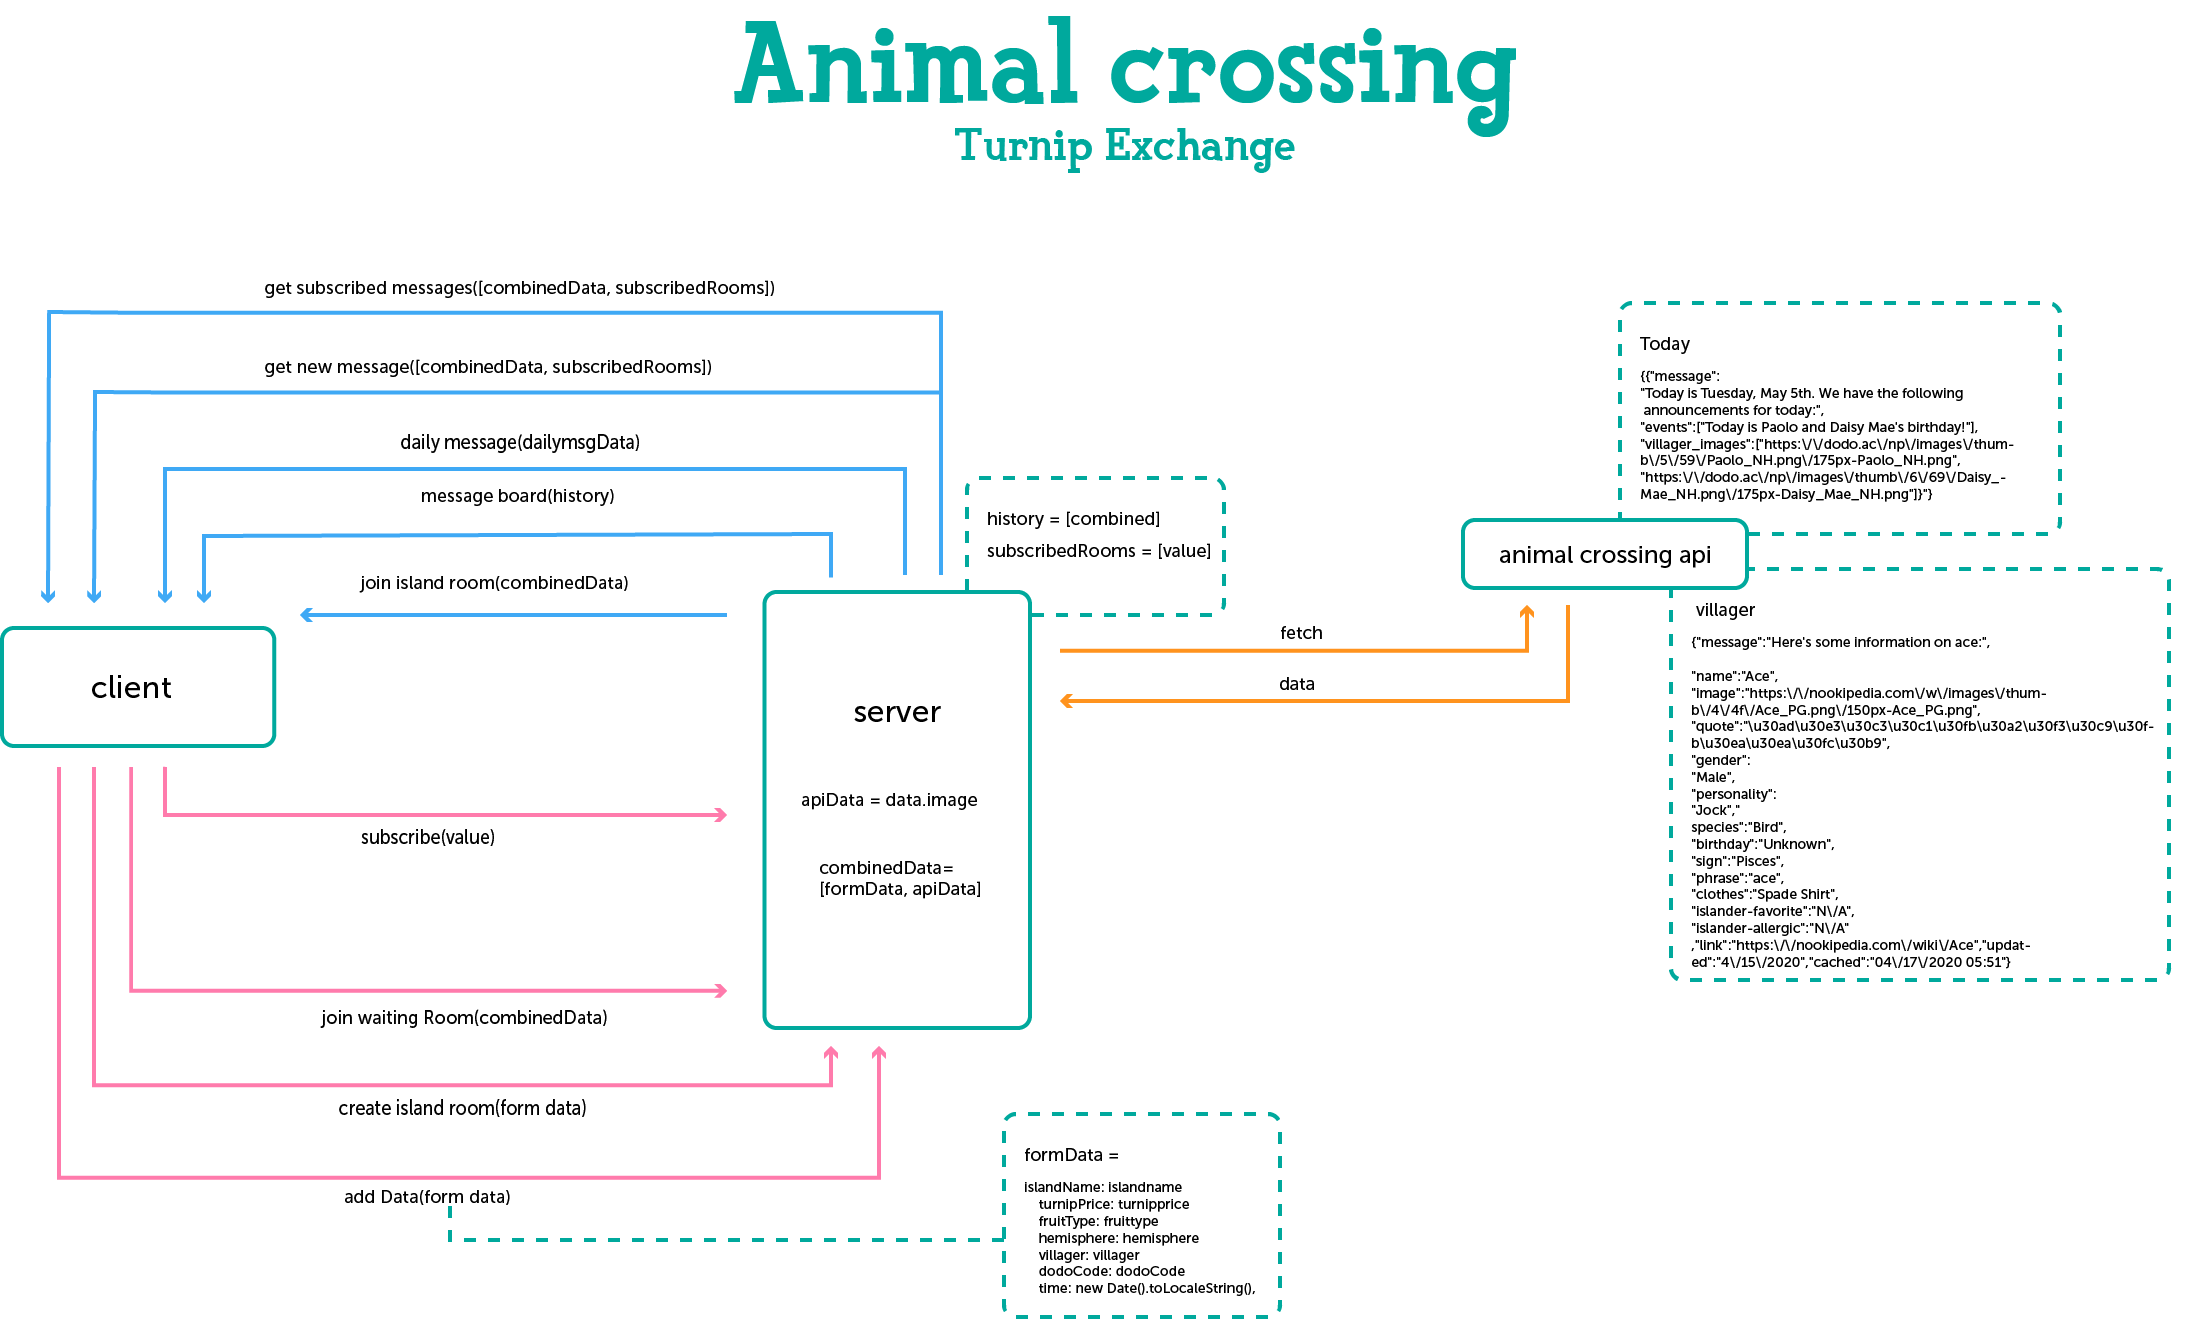 Animal crossing
Turnip Exchange
get subscribed messages([combinedData, subscribedRooms])
get new message([combinedData, subscribedRooms])
daily message(dailymsgData)
message board(history)
join island room(combinedData)
client
subscribe(value)
join waiting Room(combinedData)
create island room(form data)
add Data(form data)
history = [combined]
subscribedRooms = [value]
server
apiData = data.image
combinedData=
[formData, apiData]
formData =
islandName: islandname
turnipPrice: turnipprice
fruitType: fruittype
hemisphere: hemisphere
villager: villager
dodoCode: dodoCode
time: new Date().toLocaleString(),
fetch
data
Today
{{"message":
"Today is Tuesday, May 5th. We have the following
announcements for today:",
"events":["Today is Paolo and Daisy Mae's birthday!"],
"villager_images":["https:\/\/dodo.ac\/np\/images\/thum-
b\/5\/59\/Paolo_NH.png\/175px-Paolo_NH.png",
"https:\/\/dodo.ac\/np\/images\/thumb\/6\/69\/Daisy_-
Mae_NH.png\/175px-Daisy_Mae_NH.png"]}"}
animal crossing api
villager
{"message":"Here's some information on ace:",
"name":"Ace",
"image":"https:\/\/nookipedia.com\/w\/images\/thum-
b\/4\/4f\/Ace_PG.png\/150px-Ace_PG.png",
"quote":"\u30ad\u30e3\u30c3\u30c1\u30fb\u30a2\u30f3\u30c9\u30f-
b\u30ea\u30ea\u30fc\u30b9",
"gender":
"Male",
"personality":
"Jock","
species":"Bird",
"birthday":"Unknown",
"sign":"Pisces",
"phrase":"ace",
"clothes":"Spade Shirt",
"islander-favorite":"N\/A",
"islander-allergic":"N\/A"
,"link":"https:\/\/nookipedia.com\/wiki\/Ace","updat-
ed":"4\/15\/2020","cached":"04\/17\/2020 05:51"}